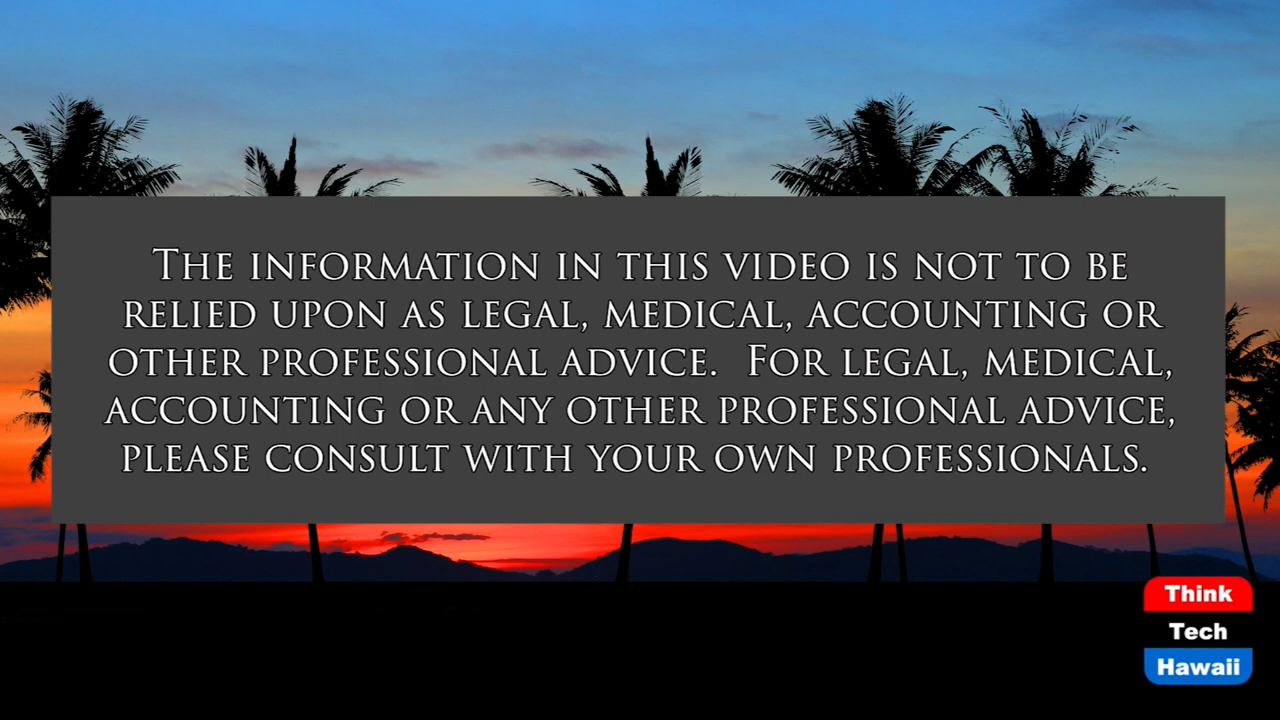 The information in this video is not to be
relied upon as legal, medical, accounting or
other professional advice.  For legal, medical,
accounting or any other professional advice,
please consult with your own professionals.
Think
Tech
Hawaii